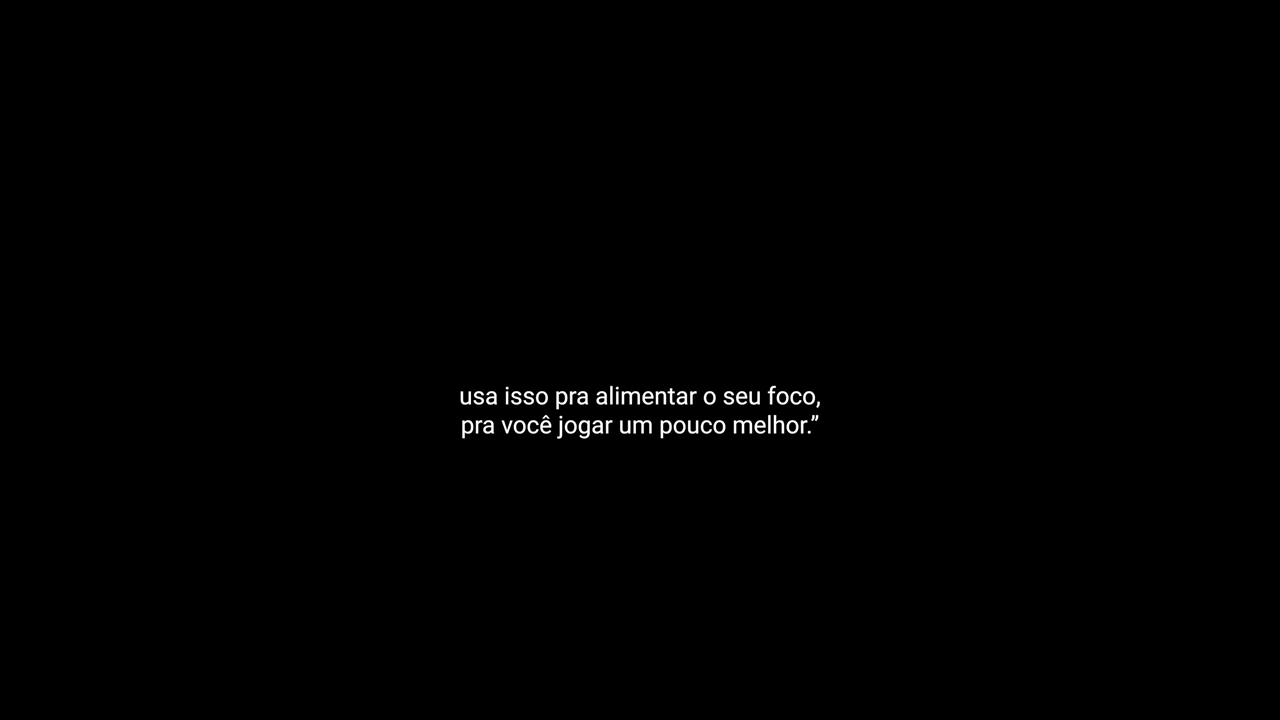 usa isso pra alimentar o seu foco,
pra você jogar um pouco melhor.”